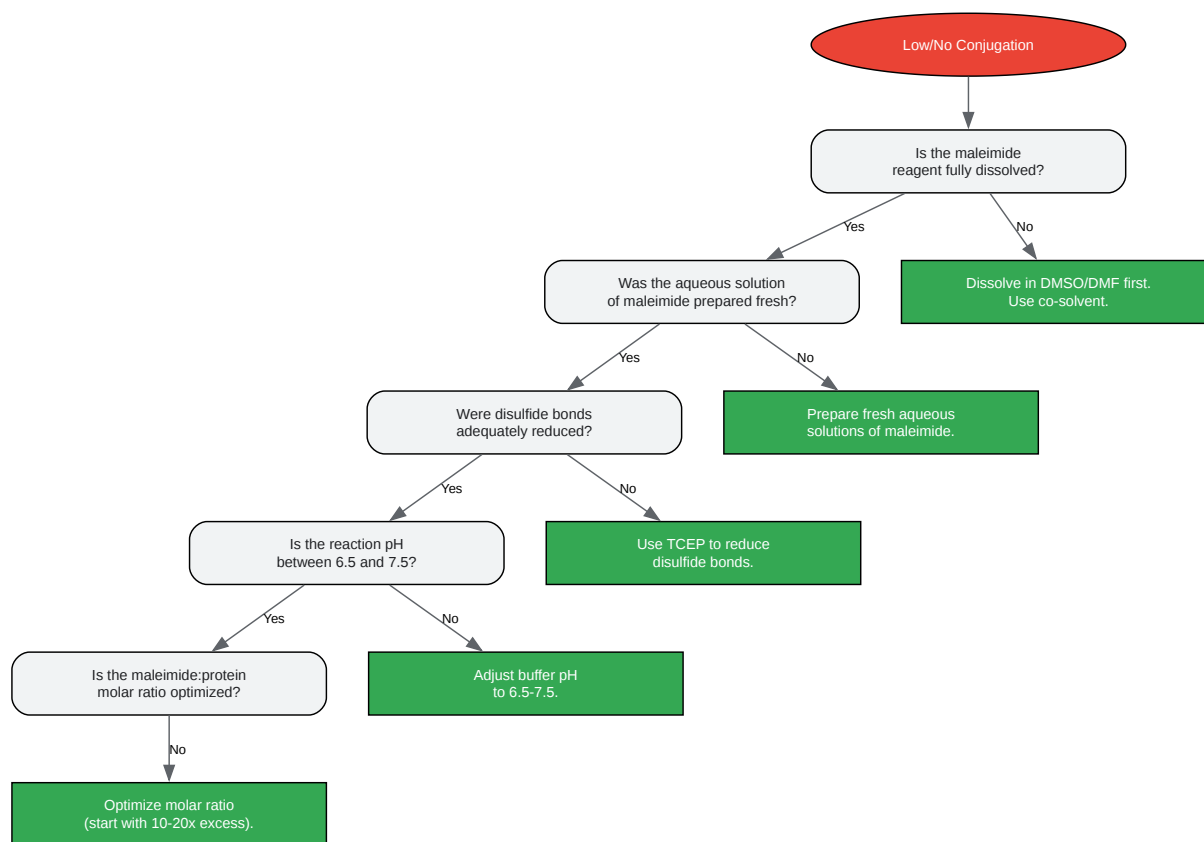 Low/No Conjugation
Is the maleimide
reagent fully dissolved?
Yes
No
Was the aqueous solution
of maleimide prepared fresh?
Dissolve in DMSO/DMF first.
Use co-solvent.
Yes
No
Were disulfide bonds
adequately reduced?
Prepare fresh aqueous
solutions of maleimide.
Yes
No
Is the reaction pH
between 6.5 and 7.5?
Use TCEP to reduce
disulfide bonds.
Yes
No
Is the maleimide:protein
molar ratio optimized?
Adjust buffer pH
to 6.5-7.5.
No
Optimize molar ratio
(start with 10-20x excess).